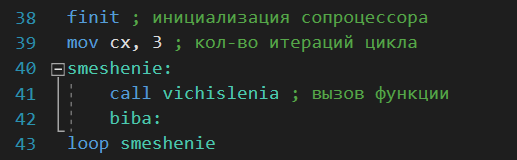 38 finit ; инициализация сопроцессора
39 mov cx, 3 ; кол-во итераций цикла
40 smeshenie:
41 call vichislenia ; вызов функции
42 biba:
43 loop smeshenie